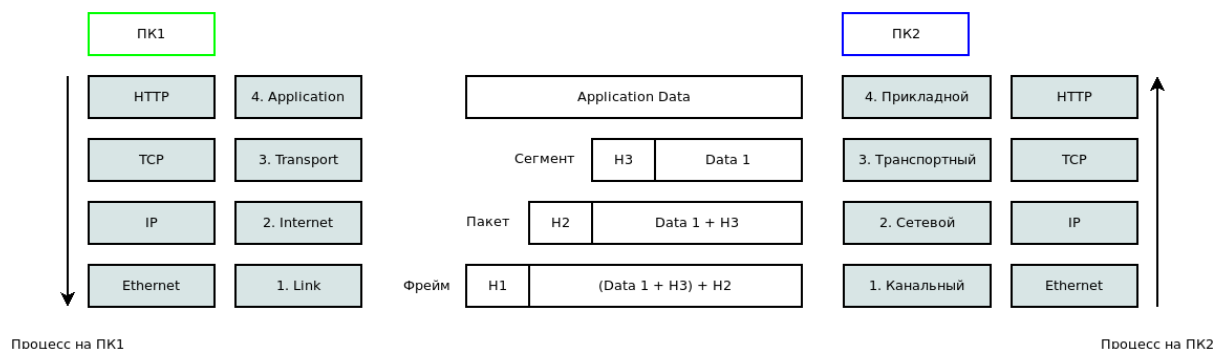 ПК1 ПК2
HTTP 4. Application Application Data 4. Прикладной HTTP
TCP 3. Transport Сегмент H3 Data 1 3. Транспортный TCP
IP 2. Internet Пакет H2 Data 1 + H3 2. Сетевой IP
Ethernet 1. Link Фрейм H1 (Data 1 + H3) + H2 1. Канальный Ethernet
Процесс на ПК1 Процесс на ПК2